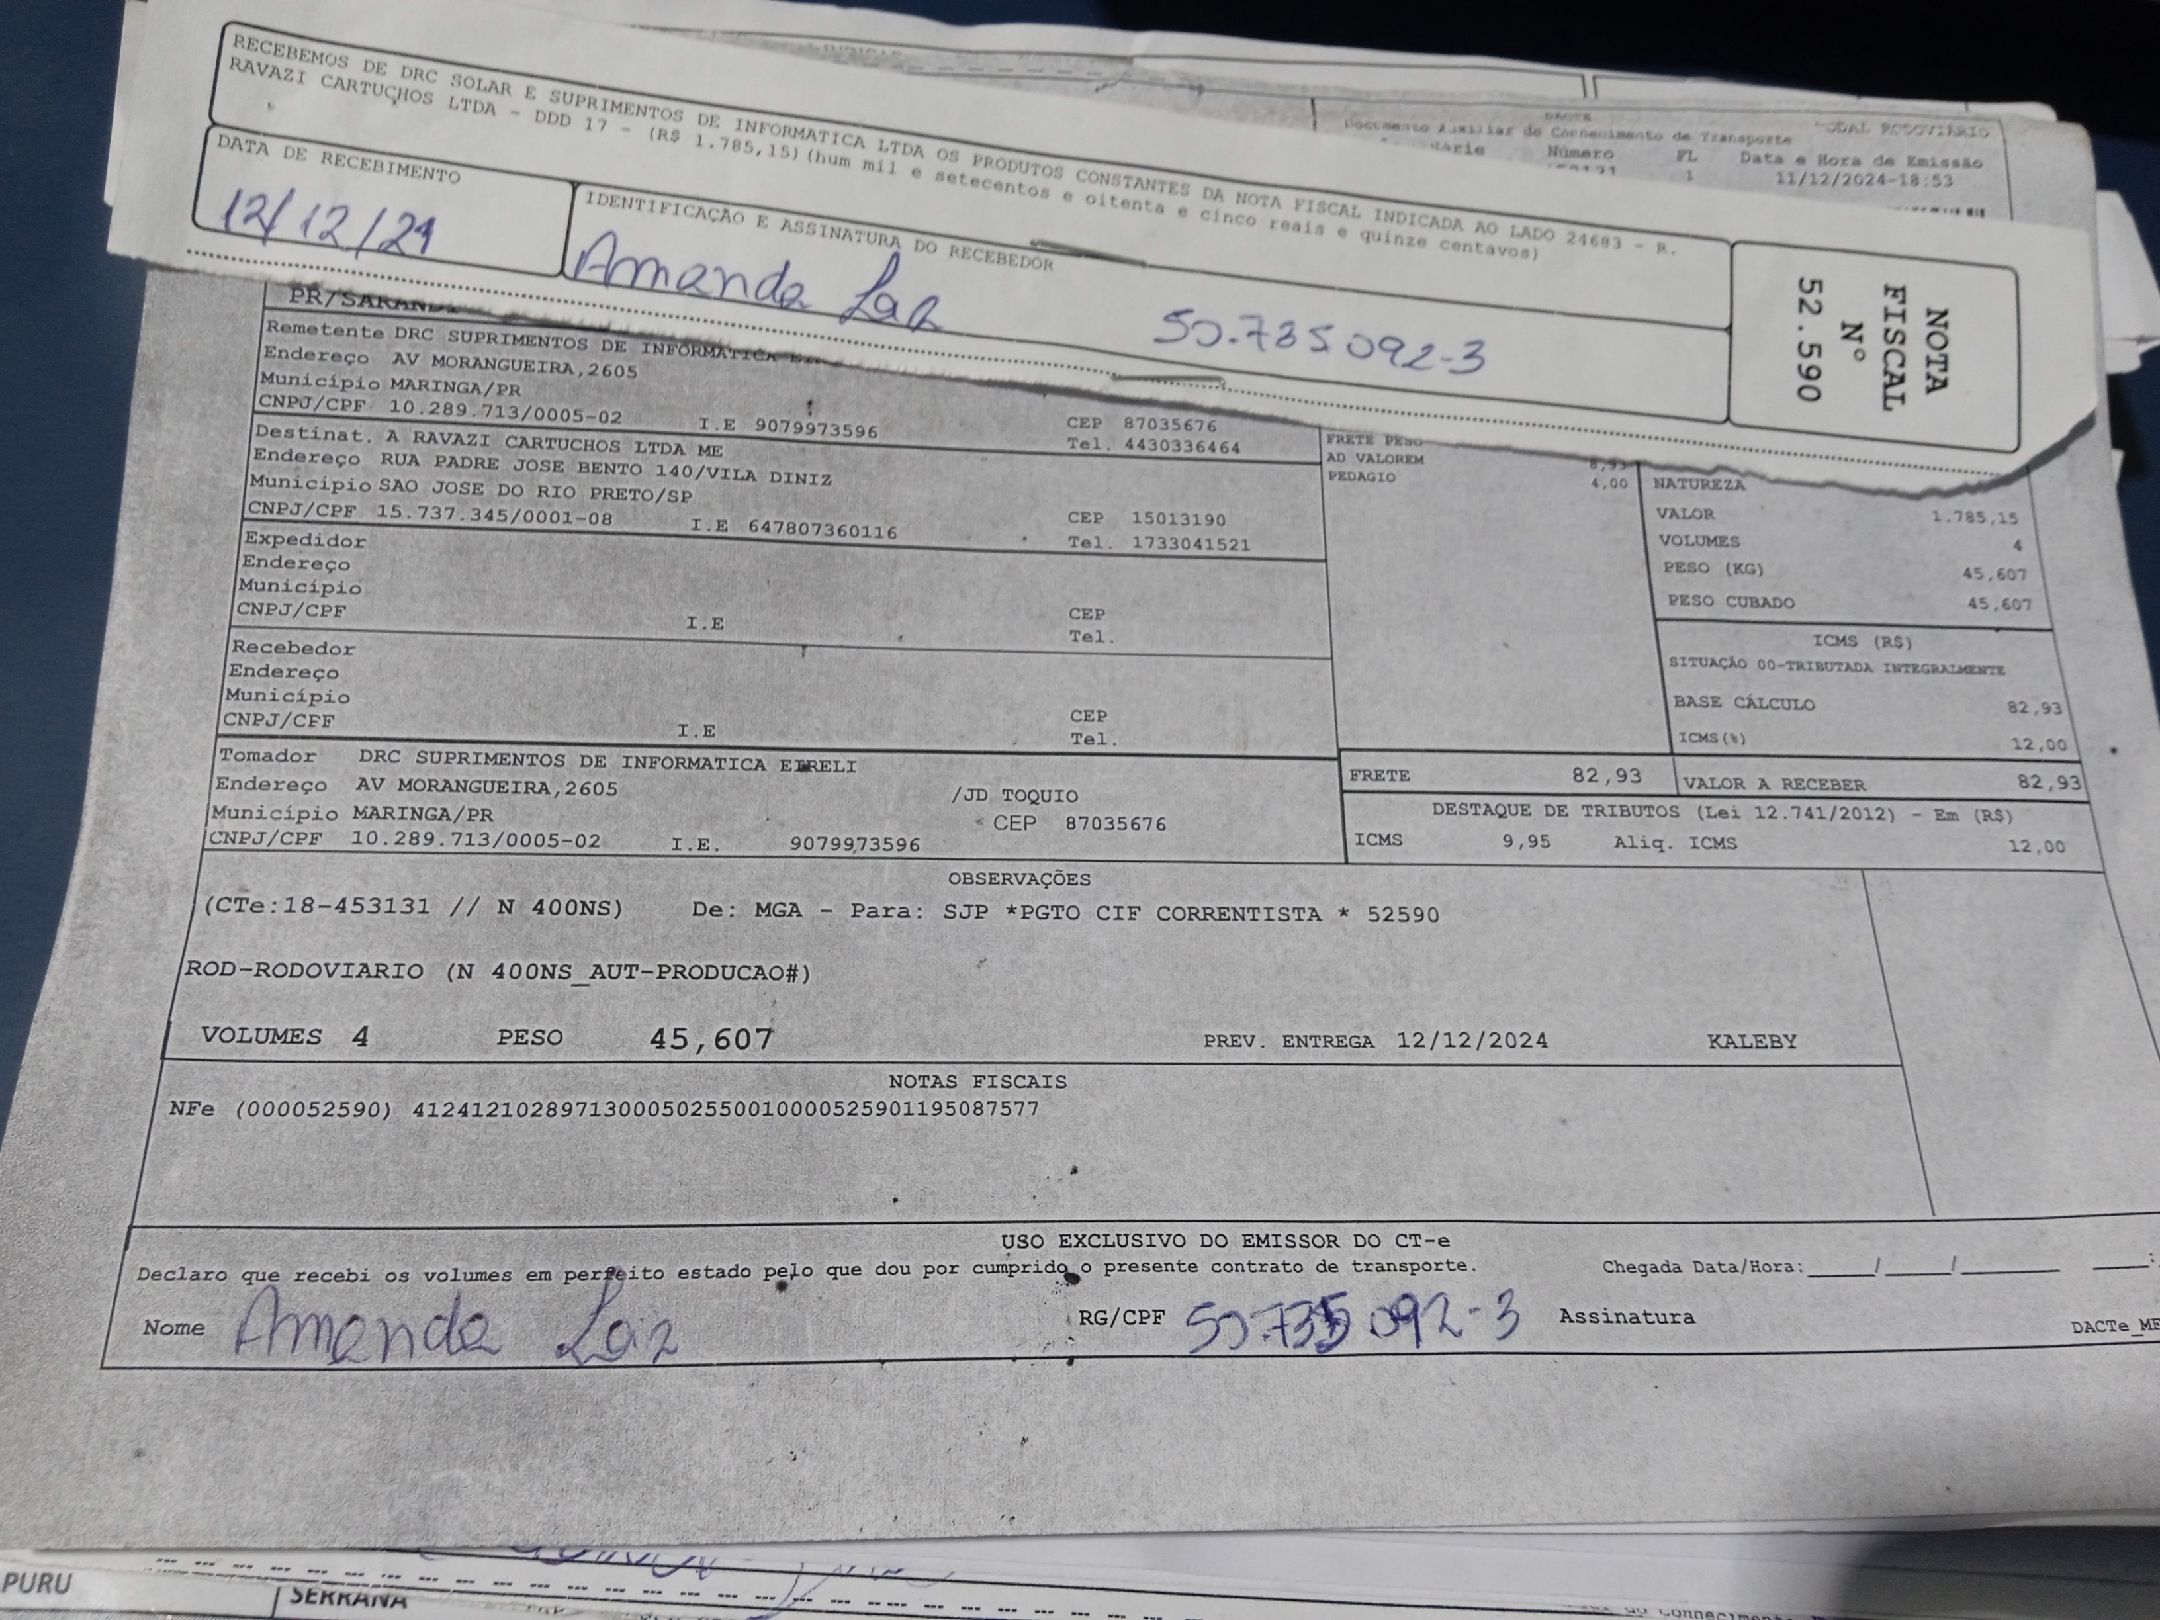 RECEBEMOS DE DRC SOLAR E SUPRIMENTOS DE INFORMATICA LTDA OS PRODUTOS CONSTANTES DA NOTA FISCAL INDICADA AO LADO 24683 - R.
RAVAZI CARTUCHOS LTDA - DDD 17 - (R$ 1.785,15) (hum mil e setecentos e oitenta e cinco reais e quinze centavos)
DATA DE RECEBIMENTO
12/12/24
IDENTIFICAÇÃO E ASSINATURA DO RECEBEDOR
Amanda
50.735092-3
NOTA
FISCAL
Nº
52.590
DACTE
Documento Auxiliar do Conhecimento de Transporte
MODAL RODOVIÁRIO
Série Número FL Data e Hora de Emissão
1 11/12/2024-18:53
PR/SARANDI
Remetente DRC SUPRIMENTOS DE INFORMATICA
Endereço AV MORANGUEIRA,2605
Município MARINGA/PR
CNPJ/CPF 10.289.713/0005-02 I.E 9079973596 CEP 87035676
Tel. 4430336464
Destinat. A RAVAZI CARTUCHOS LTDA ME
Endereço RUA PADRE JOSE BENTO 140/VILA DINIZ
Município SAO JOSE DO RIO PRETO/SP
CNPJ/CPF 15.737.345/0001-08 I.E 647807360116 CEP 15013190
Tel. 1733041521
Expedidor
Endereço
Município
CNPJ/CPF I.E CEP
Tel.
Recebedor
Endereço
Município
CNPJ/CPF I.E CEP
Tel.
Tomador DRC SUPRIMENTOS DE INFORMATICA EIRELI
Endereço AV MORANGUEIRA,2605 /JD TOQUIO
Município MARINGA/PR CEP 87035676
CNPJ/CPF 10.289.713/0005-02 I.E. 9079973596
FRETE PESO
AD VALOREM 8,93
PEDAGIO 4,00
NATUREZA
VALOR 1.785,15
VOLUMES 4
PESO (KG) 45,607
PESO CUBADO 45,607
ICMS (R$)
SITUAÇÃO 00-TRIBUTADA INTEGRALMENTE
BASE CÁLCULO 82,93
ICMS(%) 12,00
FRETE 82,93 VALOR A RECEBER 82,93
DESTAQUE DE TRIBUTOS (Lei 12.741/2012) - Em (R$)
ICMS 9,95 Aliq. ICMS 12,00
OBSERVAÇÕES
(CTe:18-453131 // N 400NS) De: MGA - Para: SJP *PGTO CIF CORRENTISTA * 52590
ROD-RODOVIARIO (N 400NS_AUT-PRODUCAO#)
VOLUMES 4 PESO 45,607 PREV. ENTREGA 12/12/2024 KALEBY
NOTAS FISCAIS
NFe (000052590) 41241210289713000502550010000525901195087577
USO EXCLUSIVO DO EMISSOR DO CT-e
Declaro que recebi os volumes em perfeito estado pelo que dou por cumprido o presente contrato de transporte. Chegada Data/Hora:____/____/______ ____:
Nome Amanda RG/CPF 50.735092-3 Assinatura
DACTe_ME
PURU
SERRANA